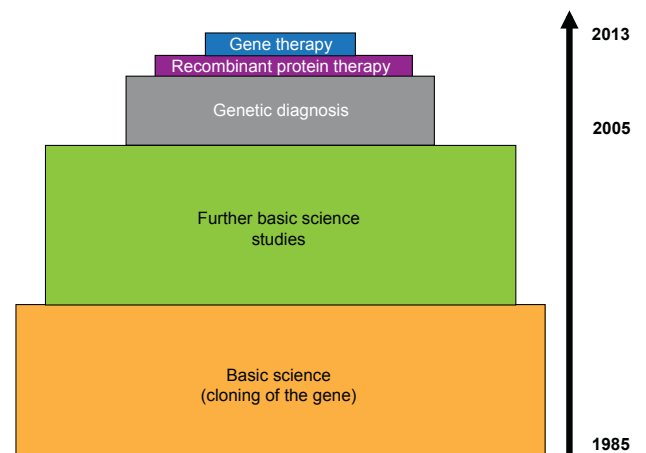 Gene therapy
2013
Recombinant protein therapy
Genetic diagnosis
2005
Further basic science
studies
Basic science
(cloning of the gene)
1985